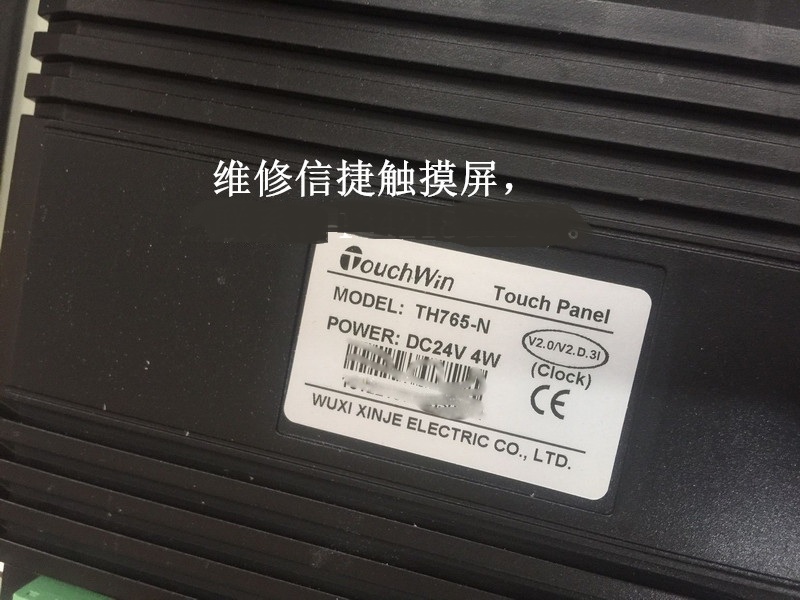 维修信捷触摸屏，
TouchWin Touch Panel
MODEL: TH765-N
POWER: DC24V 4W
V2.0/V2.D.3I
(Clock)
CE
WUXI XINJE ELECTRIC CO., LTD.